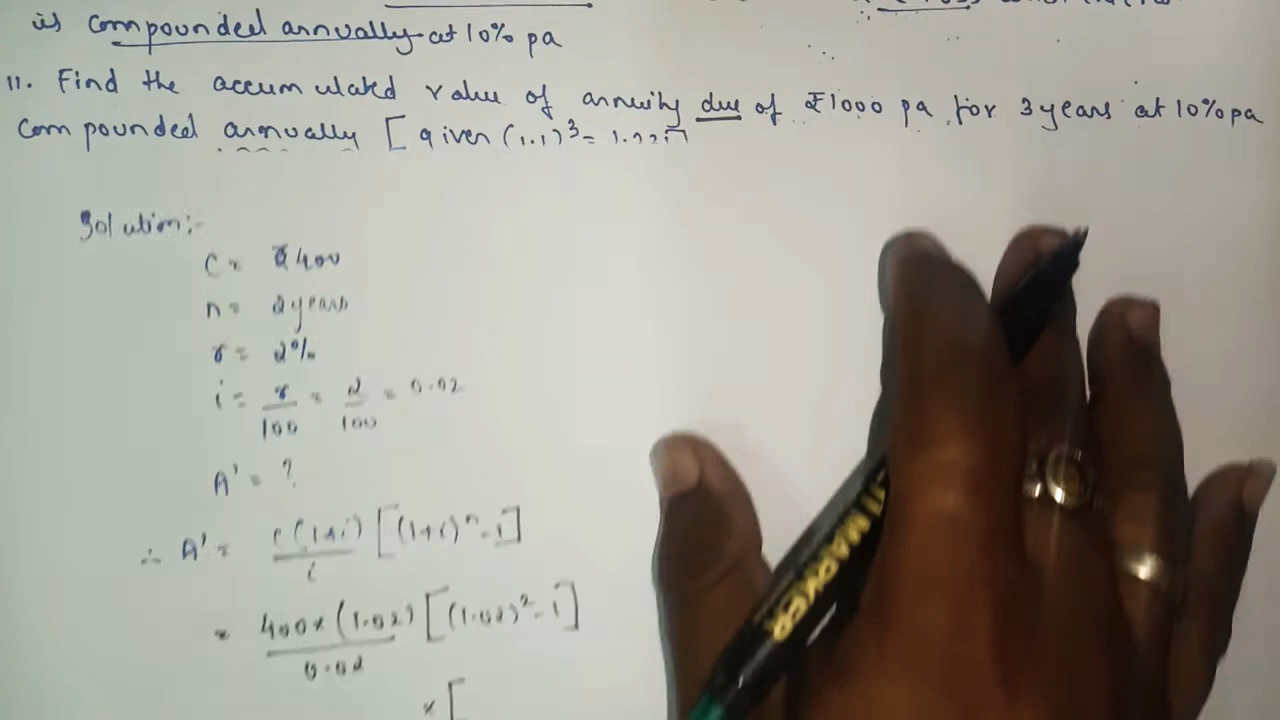 is compounded annually at 10% pa
11. Find the accumulated value of annuity due of ₹1000 pa for 3 years at 10% pa
compounded annually [given (1.1)³ =
Solution:-
C = ₹400
n = 2 years
r = 2%
i = r/100 = 2/100 = 0.02
A' = ?
∴ A' = C(1+i)/i [(1+i)ⁿ - 1]
= 400 × (1.02)/0.02 [(1.02)² - 1]
× [
MARKER